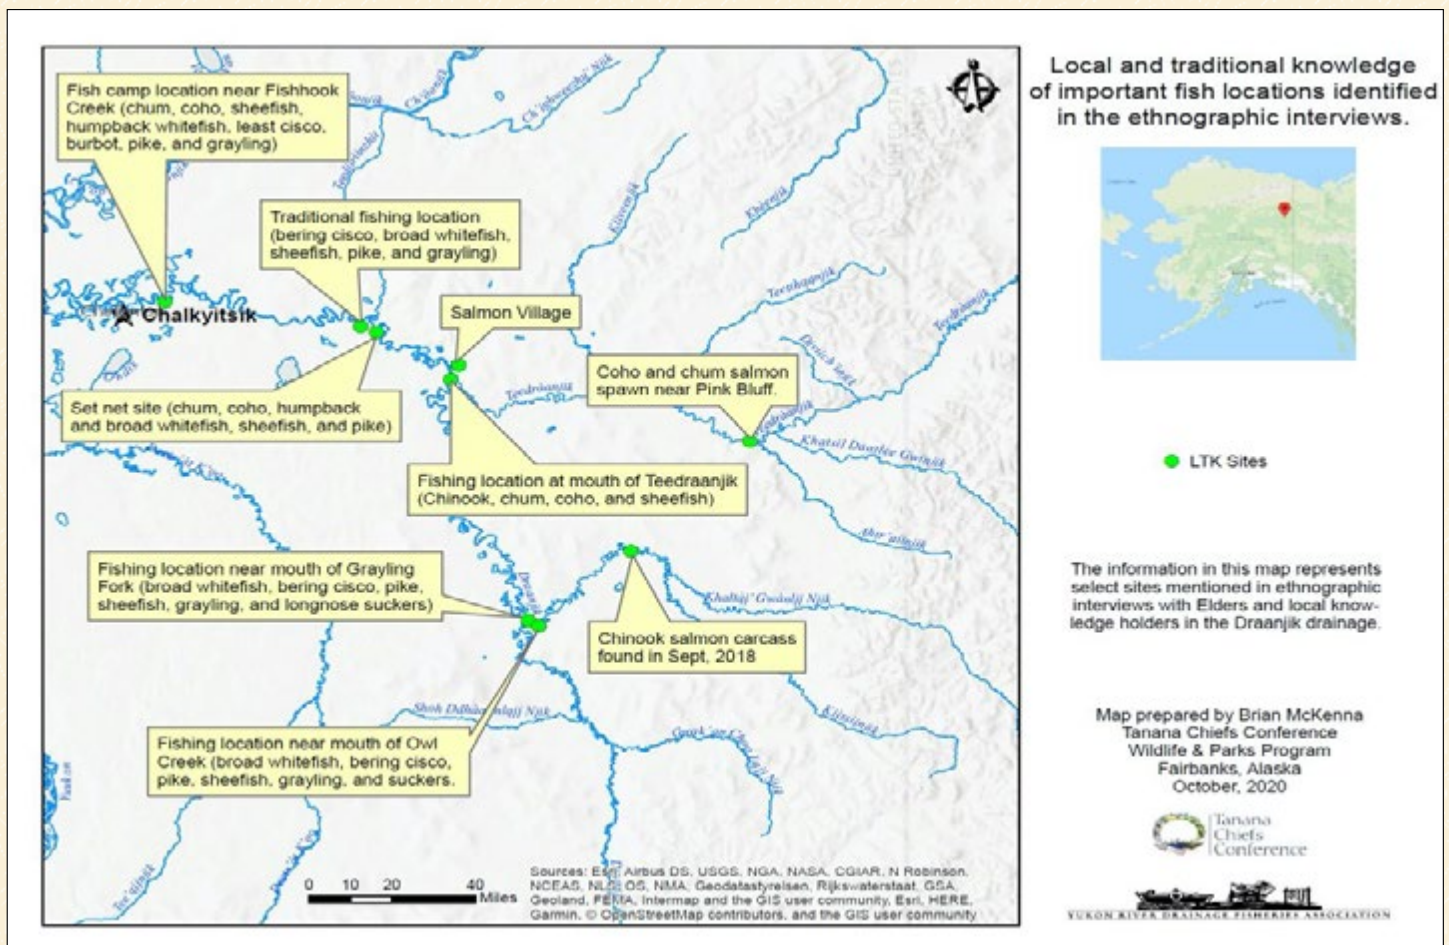 Local and traditional knowledge
of important fish locations identified
in the ethnographic interviews.
Fish camp location near Fishhook
Creek (chum, coho, sheefish,
humpback whitefish, least cisco,
burbot, pike, and grayling)
Traditional fishing location
(bering cisco, broad whitefish,
sheefish, pike, and grayling)
Chalkyitsik
Salmon Village
Coho and chum salmon
spawn near Pink Bluff.
Set net site (chum, coho, humpback
and broad whitefish, sheefish, and pike)
Fishing location at mouth of Teedraanjik
(Chinook, chum, coho, and sheefish)
Fishing location near mouth of Grayling
Fork (broad whitefish, bering cisco, pike,
sheefish, grayling, and longnose suckers)
Chinook salmon carcass
found in Sept, 2018
Fishing location near mouth of Owl
Creek (broad whitefish, bering cisco,
pike, sheefish, grayling, and suckers.
Kheenjik
Teedraanjik
Teedraanjik
Draanjik
0 10 20 40
Miles
Sources: Esri, Airbus DS, USGS, NGA, NASA, CGIAR, N Robinson,
NCEAS, NLS, OS, NMA, Geodatastyrelsen, Rijkswaterstaat, GSA,
Geoland, FEMA, Intermap and the GIS user community, Esri, HERE,
Garmin, © OpenStreetMap contributors, and the GIS user community
LTK Sites
The information in this map represents
select sites mentioned in ethnographic
interviews with Elders and local know-
ledge holders in the Draanjik drainage.
Map prepared by Brian McKenna
Tanana Chiefs Conference
Wildlife & Parks Program
Fairbanks, Alaska
October, 2020
Tanana
Chiefs
Conference
YUKON RIVER DRAINAGE FISHERIES ASSOCIATION